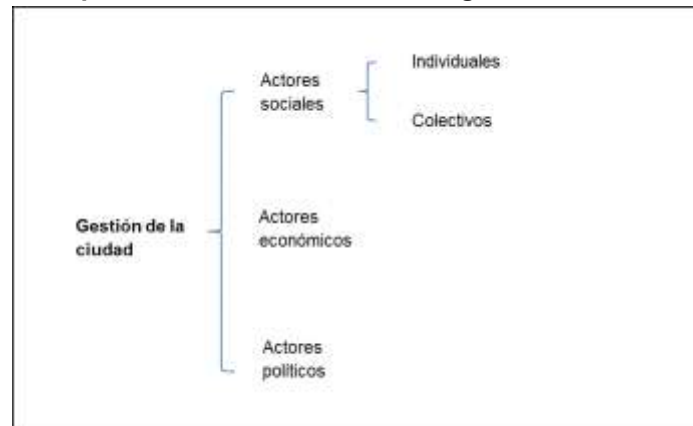 Actores
sociales
Individuales
Colectivos
Gestión de la
ciudad
Actores
económicos
Actores
políticos